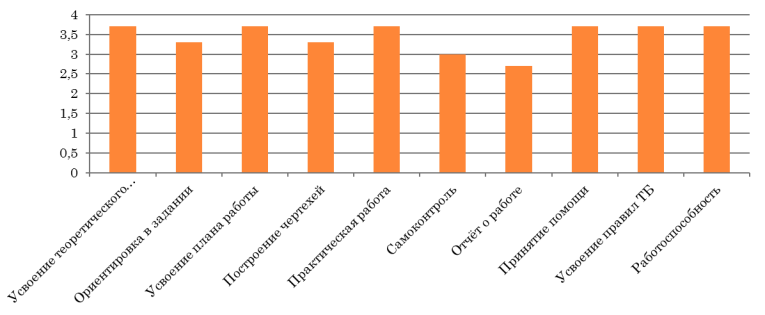 4
3,5
3
2,5
2
1,5
1
0,5
0
Усвоение теоретического...
Ориентировка в задании
Усвоение плана работы
Построение чертехей
Практическая работа
Самоконтроль
Отчёт о работе
Принятие помощи
Усвоение правил ТБ
Работоспособность